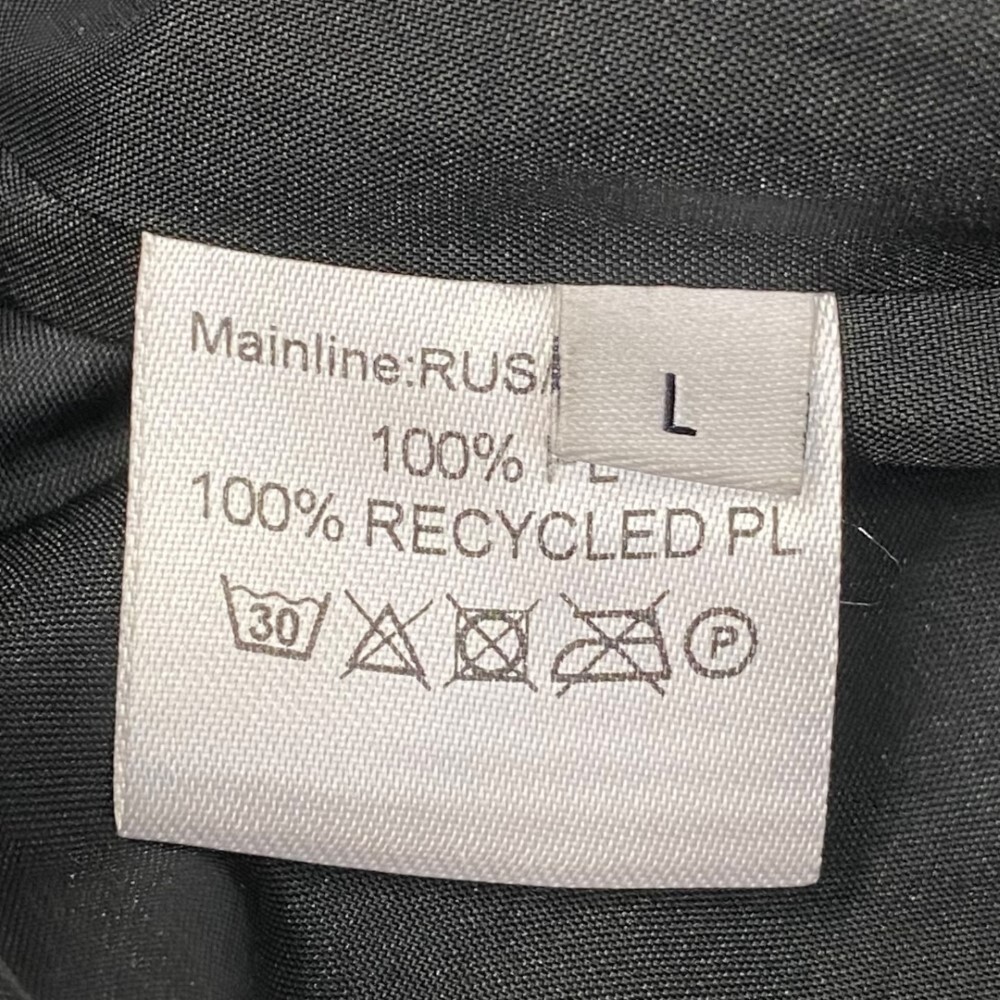 Mainline:RUS
L
100%
100% RECYCLED PL
30
P